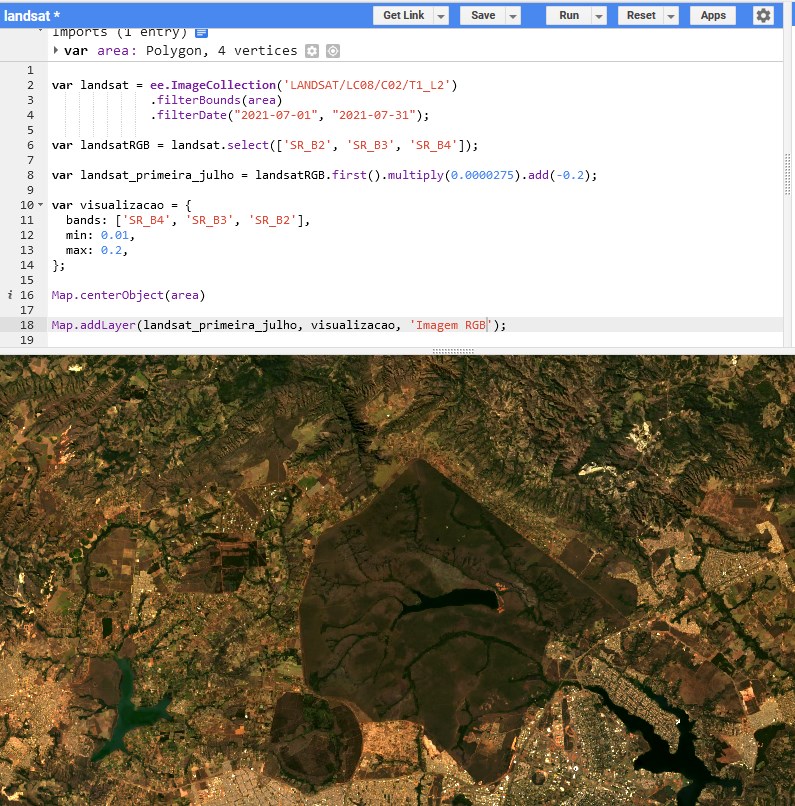 landsat *
Get Link Save Run Reset Apps
Imports (1 entry)
var area: Polygon, 4 vertices
1
2 var landsat = ee.ImageCollection('LANDSAT/LC08/C02/T1_L2')
3 .filterBounds(area)
4 .filterDate("2021-07-01", "2021-07-31");
5
6 var landsatRGB = landsat.select(['SR_B2', 'SR_B3', 'SR_B4']);
7
8 var landsat_primeira_julho = landsatRGB.first().multiply(0.0000275).add(-0.2);
9
10 var visualizacao = {
11 bands: ['SR_B4', 'SR_B3', 'SR_B2'],
12 min: 0.01,
13 max: 0.2,
14 };
15
i 16 Map.centerObject(area)
17
18 Map.addLayer(landsat_primeira_julho, visualizacao, 'Imagem RGB');
19